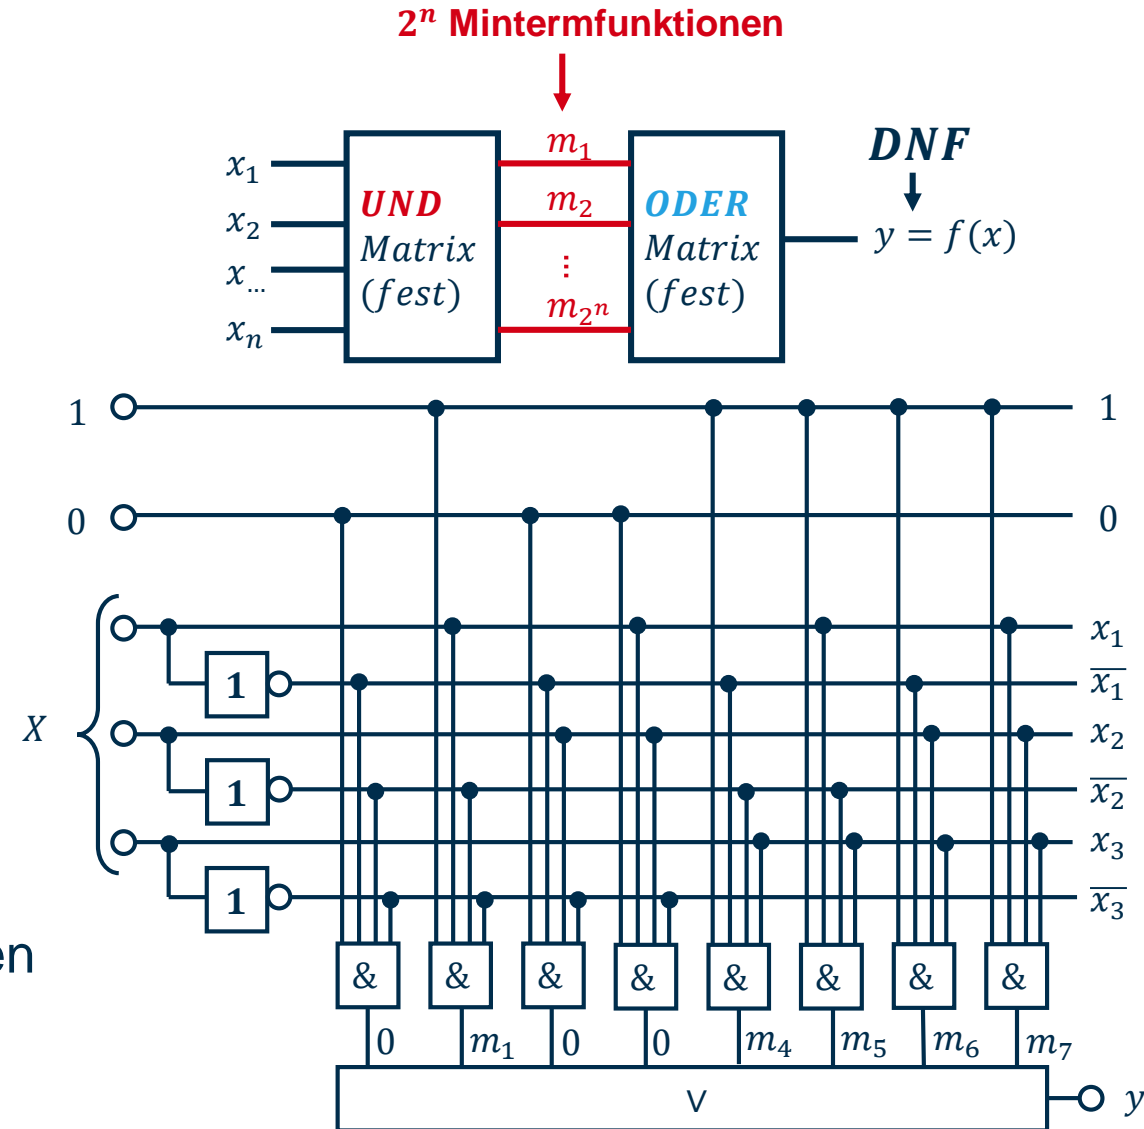 2ⁿ Mintermfunktionen
x₁
x₂
x...
xₙ
UND
Matrix
(fest)
m₁
m₂
⋮
m₂ⁿ
ODER
Matrix
(fest)
DNF
y = f(x)
1 1
0 0
X
x₁
1 x̅₁
x₂
1 x̅₂
x₃
1 x̅₃
en
& & & & & & & &
0 m₁ 0 0 m₄ m₅ m₆ m₇
∨ y